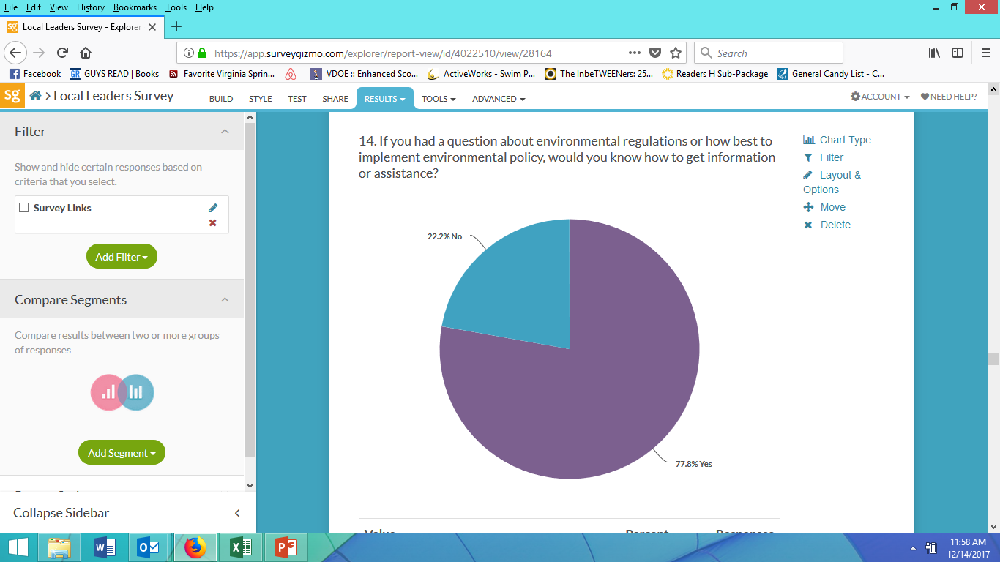 File Edit View History Bookmarks Tools Help
sg Local Leaders Survey - Explorer
https://app.surveygizmo.com/explorer/report-view/id/4022510/view/28164
Search
Facebook GR GUYS READ | Books Favorite Virginia Sprin... VDOE :: Enhanced Sco... ActiveWorks - Swim P... The InbeTWEENers: 25... Readers H Sub-Package General Candy List - C...
sg > Local Leaders Survey BUILD STYLE TEST SHARE RESULTS TOOLS ADVANCED ACCOUNT NEED HELP?
Filter
Show and hide certain responses based on
criteria that you select.
Survey Links
Add Filter
Compare Segments
Compare results between two or more groups
of responses
Add Segment
Collapse Sidebar
14. If you had a question about environmental regulations or how best to
implement environmental policy, would you know how to get information
or assistance?
22.2% No
77.8% Yes
Value Percent Responses
Chart Type
Filter
Layout &
Options
Move
Delete
11:58 AM
12/14/2017